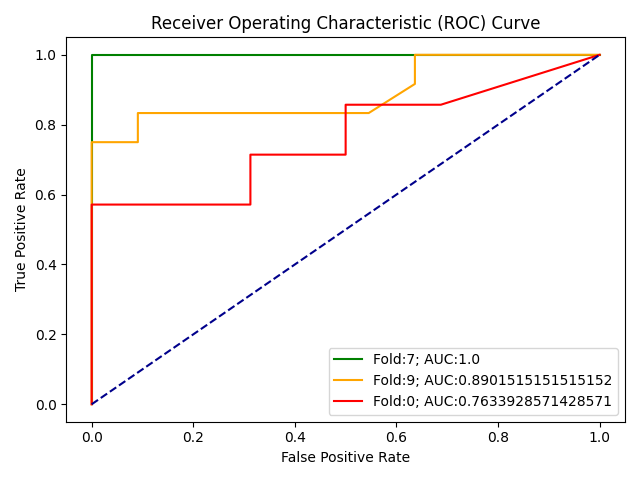 Receiver Operating Characteristic (ROC) Curve
True Positive Rate
1.0
0.8
0.6
0.4
0.2
0.0
Fold:7; AUC:1.0
Fold:9; AUC:0.8901515151515152
Fold:0; AUC:0.7633928571428571
0.0 0.2 0.4 0.6 0.8 1.0
False Positive Rate